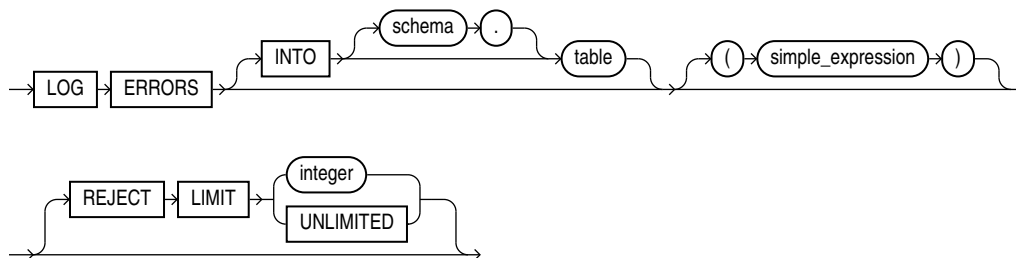 LOG ERRORS INTO schema . table ( simple_expression )
REJECT LIMIT integer
UNLIMITED